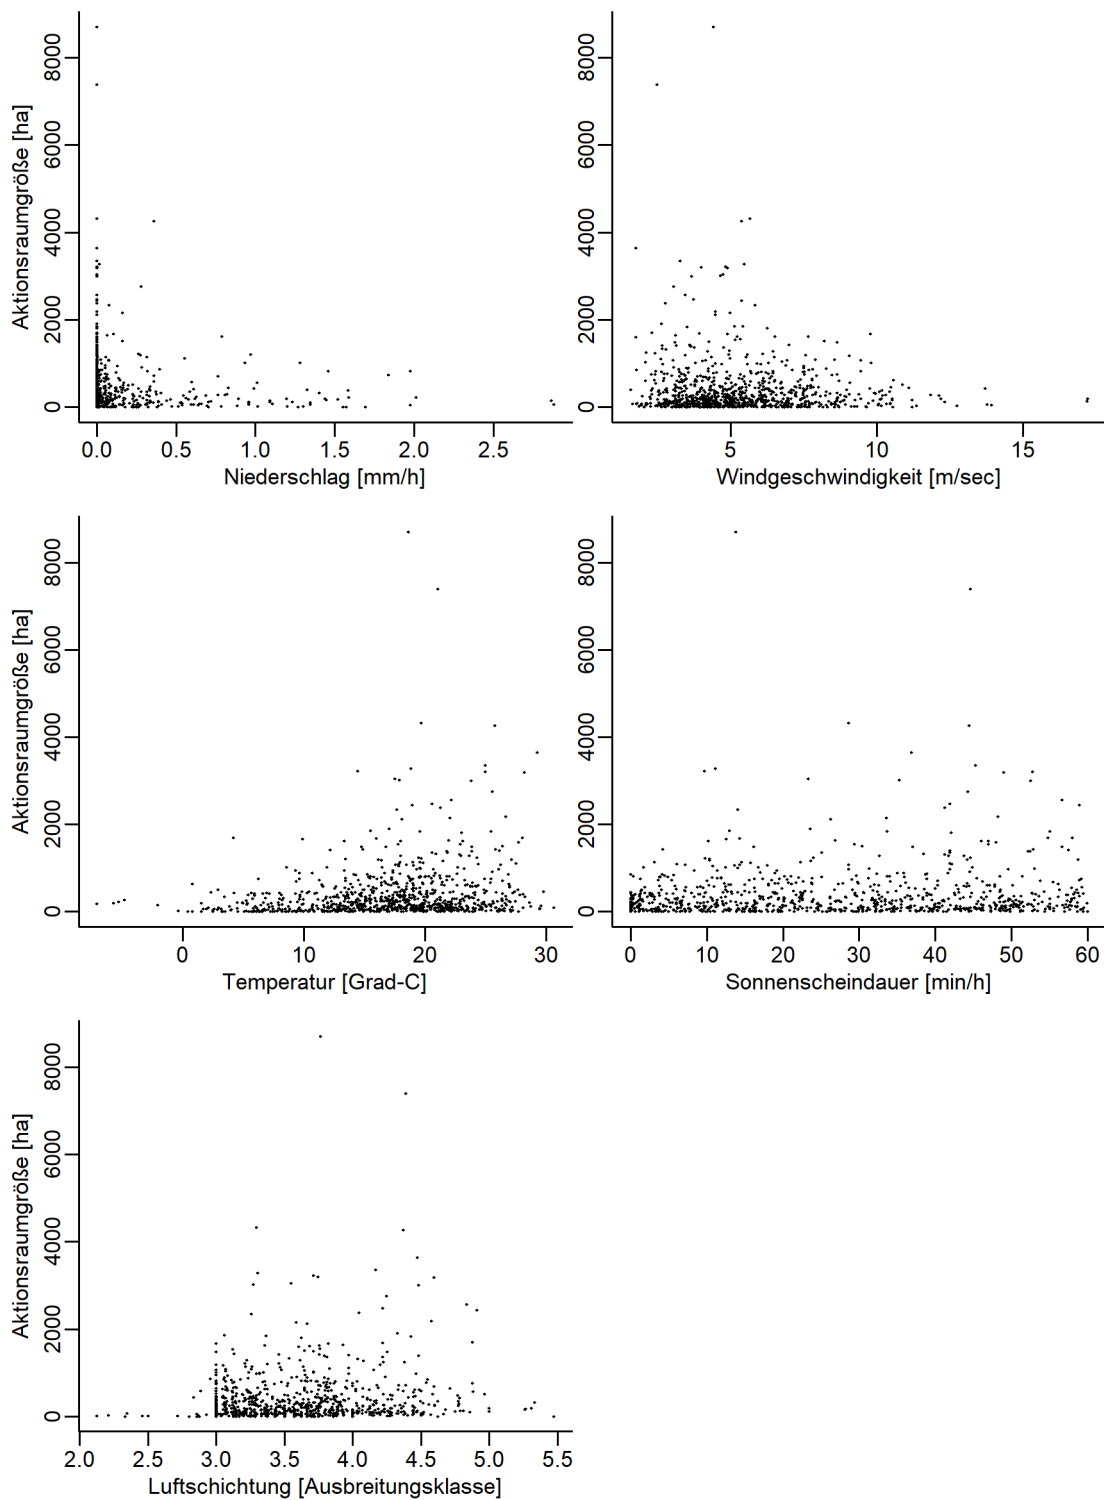 Aktionsraumgröße [ha]
0 2000 4000 6000 8000
0.0 0.5 1.0 1.5 2.0 2.5
Niederschlag [mm/h]
0 2000 4000 6000 8000
5 10 15
Windgeschwindigkeit [m/sec]
Aktionsraumgröße [ha]
0 2000 4000 6000 8000
0 10 20 30
Temperatur [Grad-C]
0 2000 4000 6000 8000
0 10 20 30 40 50 60
Sonnenscheindauer [min/h]
Aktionsraumgröße [ha]
0 2000 4000 6000 8000
2.0 2.5 3.0 3.5 4.0 4.5 5.0 5.5
Luftschichtung [Ausbreitungsklasse]